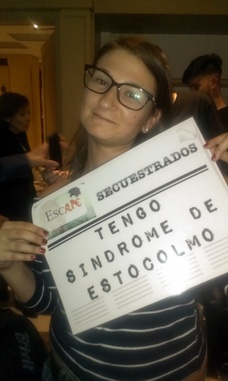 ESCAPE
SECUESTRADOS
TENGO
SINDROME DE
ESTOCOLMO